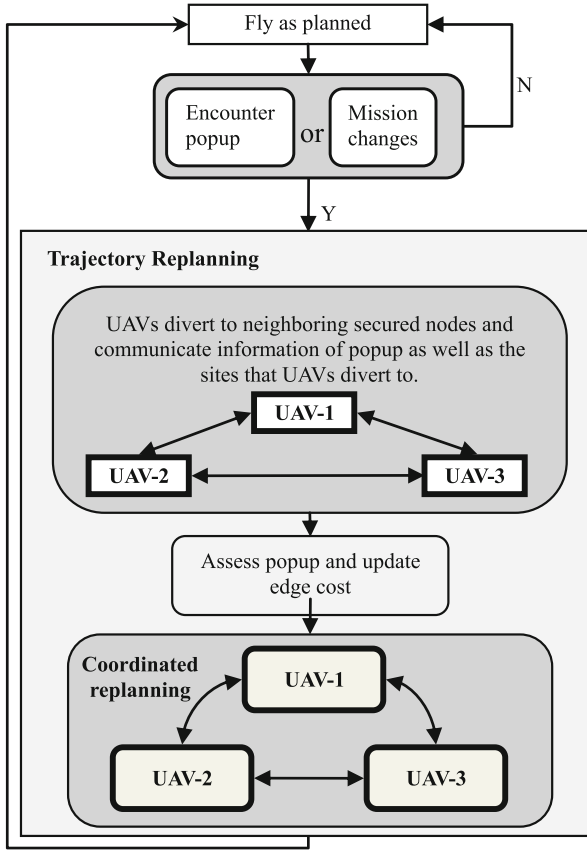 Fly as planned
N
Encounter
popup
or
Mission
changes
Y
Trajectory Replanning
UAVs divert to neighboring secured nodes and
communicate information of popup as well as the
sites that UAVs divert to.
UAV-1
UAV-2
UAV-3
Assess popup and update
edge cost
Coordinated
replanning
UAV-1
UAV-2
UAV-3